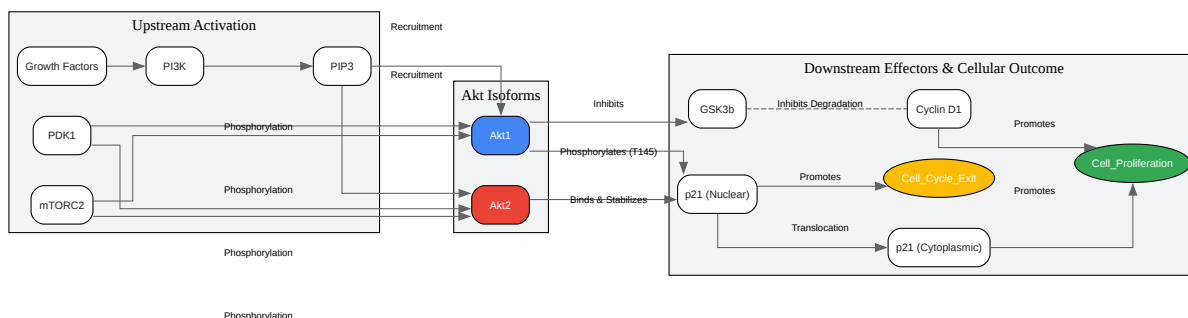 Upstream Activation
Recruitment
Growth Factors
PI3K
PIP3
Recruitment
Downstream Effectors & Cellular Outcome
Akt Isoforms
Inhibits
GSK3b
Inhibits Degradation
Cyclin D1
Promotes
PDK1
Phosphorylation
Akt1
Phosphorylates (T145)
Cell_Proliferation
Promotes
Cell_Cycle_Exit
Promotes
Phosphorylation
mTORC2
Akt2
Binds & Stabilizes
p21 (Nuclear)
Translocation
p21 (Cytoplasmic)
Phosphorylation
Phosphorylation